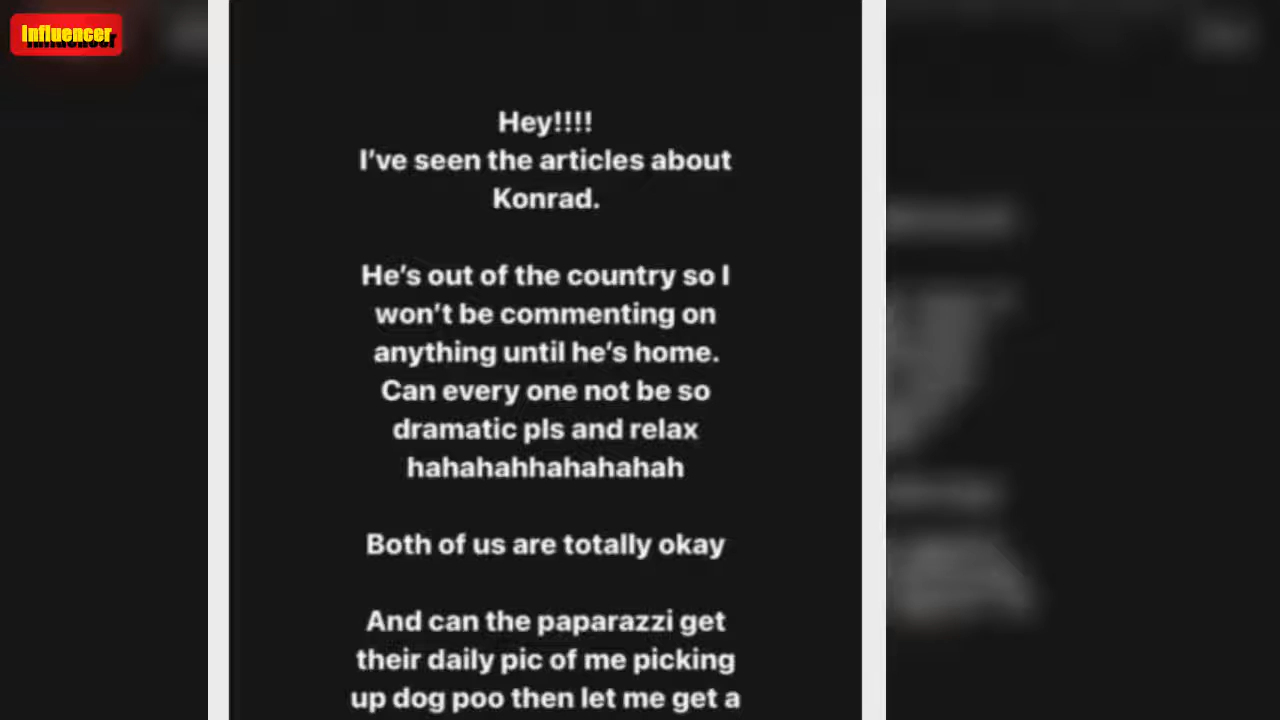 Influencer
Hey!!!!
I've seen the articles about
Konrad.
He's out of the country so I
won't be commenting on
anything until he's home.
Can every one not be so
dramatic pls and relax
hahahahhahahahah
Both of us are totally okay
And can the paparazzi get
their daily pic of me picking
up dog poo then let me get a